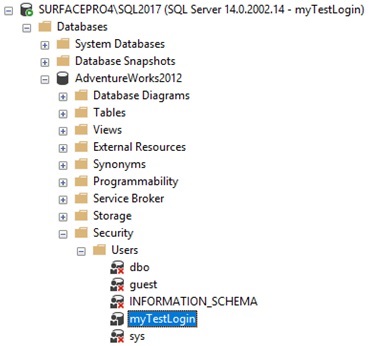 SURFACEPRO4\SQL2017 (SQL Server 14.0.2002.14 - myTestLogin)
Databases
System Databases
Database Snapshots
AdventureWorks2012
Database Diagrams
Tables
Views
External Resources
Synonyms
Programmability
Service Broker
Storage
Security
Users
dbo
guest
INFORMATION_SCHEMA
myTestLogin
sys